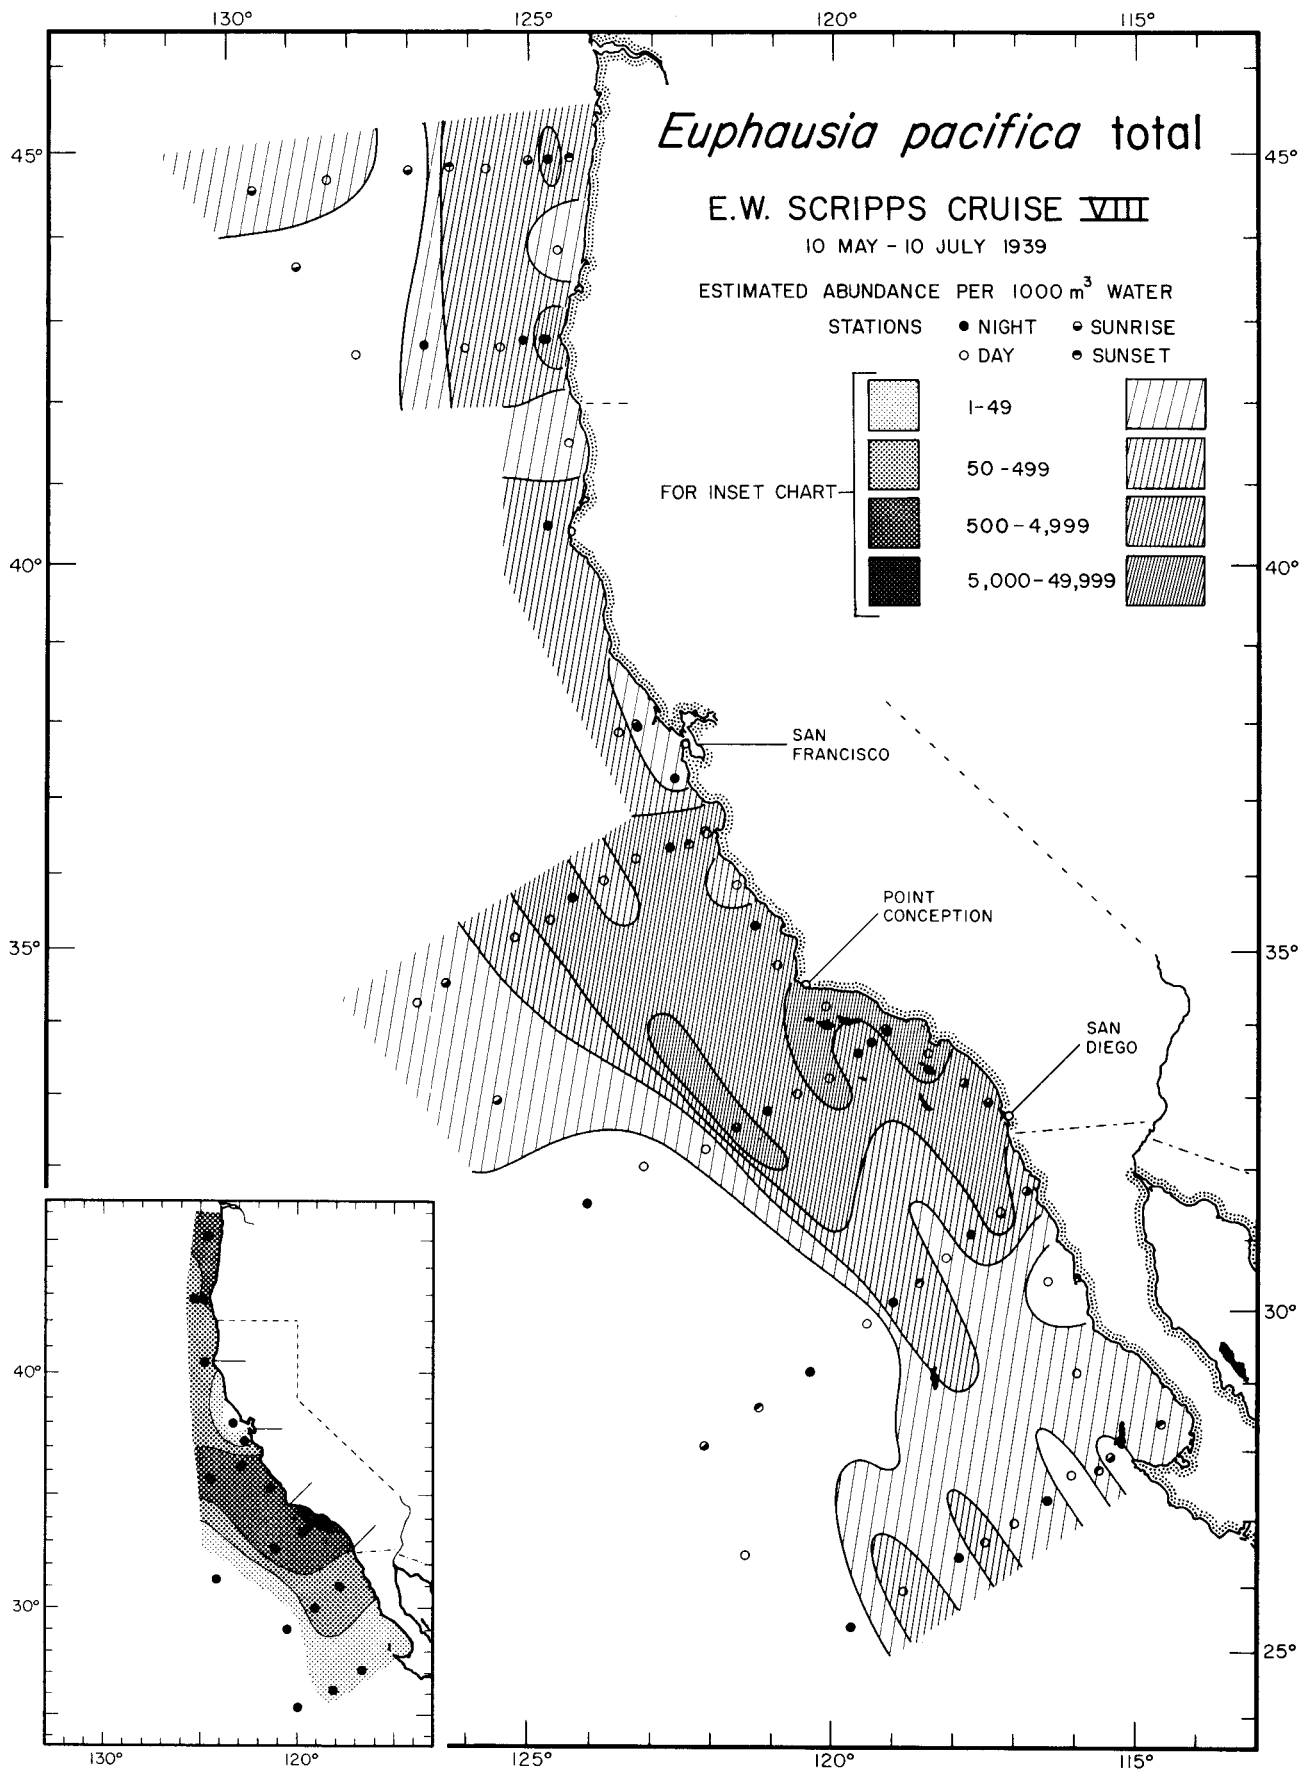 130° 125° 120° 115°
Euphausia pacifica total
45° 45°
E.W. SCRIPPS CRUISE VIII
10 MAY – 10 JULY 1939
ESTIMATED ABUNDANCE PER 1000 m³ WATER
STATIONS ● NIGHT ◒ SUNRISE
○ DAY ◓ SUNSET
1–49
50–499
FOR INSET CHART
500–4,999
5,000–49,999
40° 40°
SAN
FRANCISCO
POINT
CONCEPTION
35° 35°
SAN
DIEGO
30°
40°
30°
25°
130° 120° 125° 120° 115°